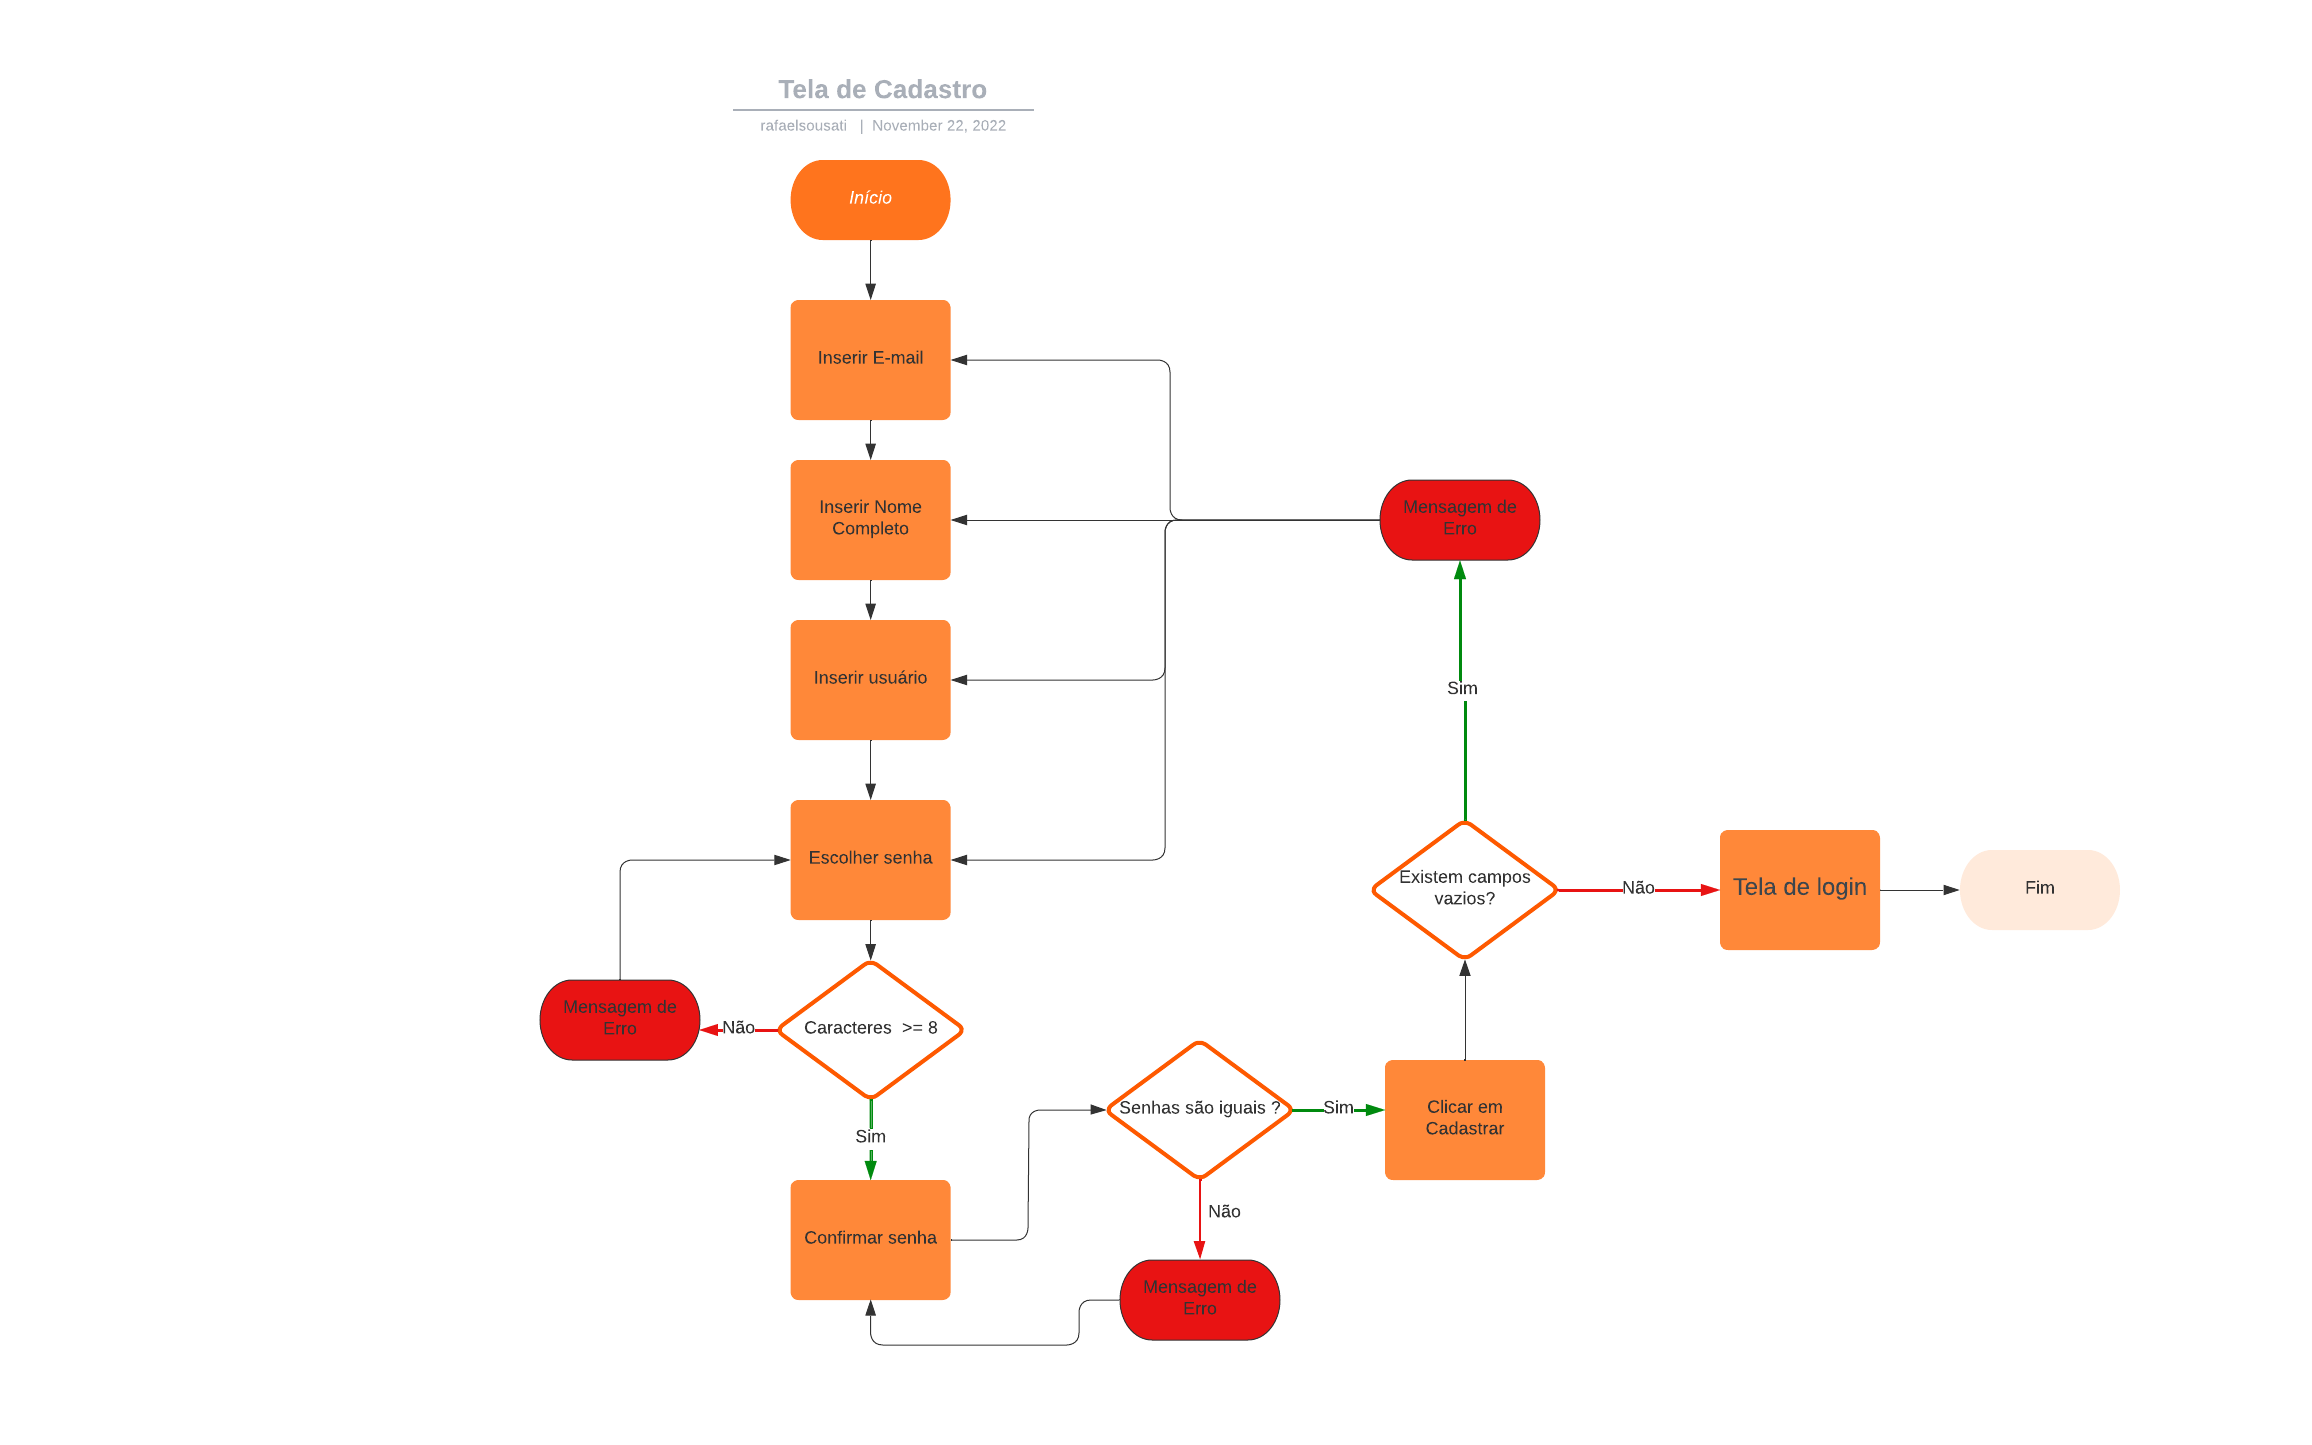 Tela de Cadastro
rafaelsousati | November 22, 2022
Início
Inserir E-mail
Inserir Nome
Completo
Inserir usuário
Escolher senha
Caracteres >= 8
Não
Mensagem de
Erro
Sim
Confirmar senha
Senhas são iguais ?
Não
Mensagem de
Erro
Sim
Clicar em
Cadastrar
Existem campos
vazios?
Sim
Mensagem de
Erro
Não
Tela de login
Fim